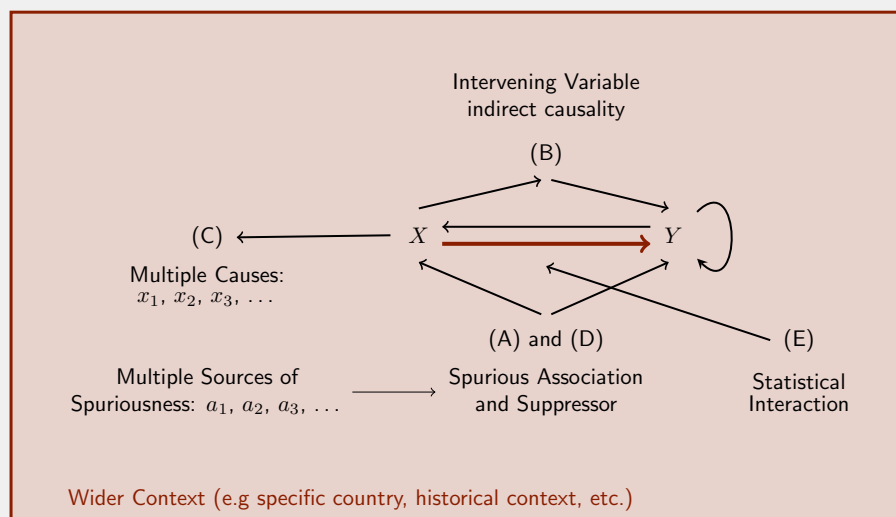 Intervening Variable
indirect causality
(B)
(C)
X
Y
Multiple Causes:
x₁, x₂, x₃, …
(A) and (D)
(E)
Multiple Sources of
Spuriousness: a₁, a₂, a₃, …
Spurious Association
and Suppressor
Statistical
Interaction
Wider Context (e.g specific country, historical context, etc.)